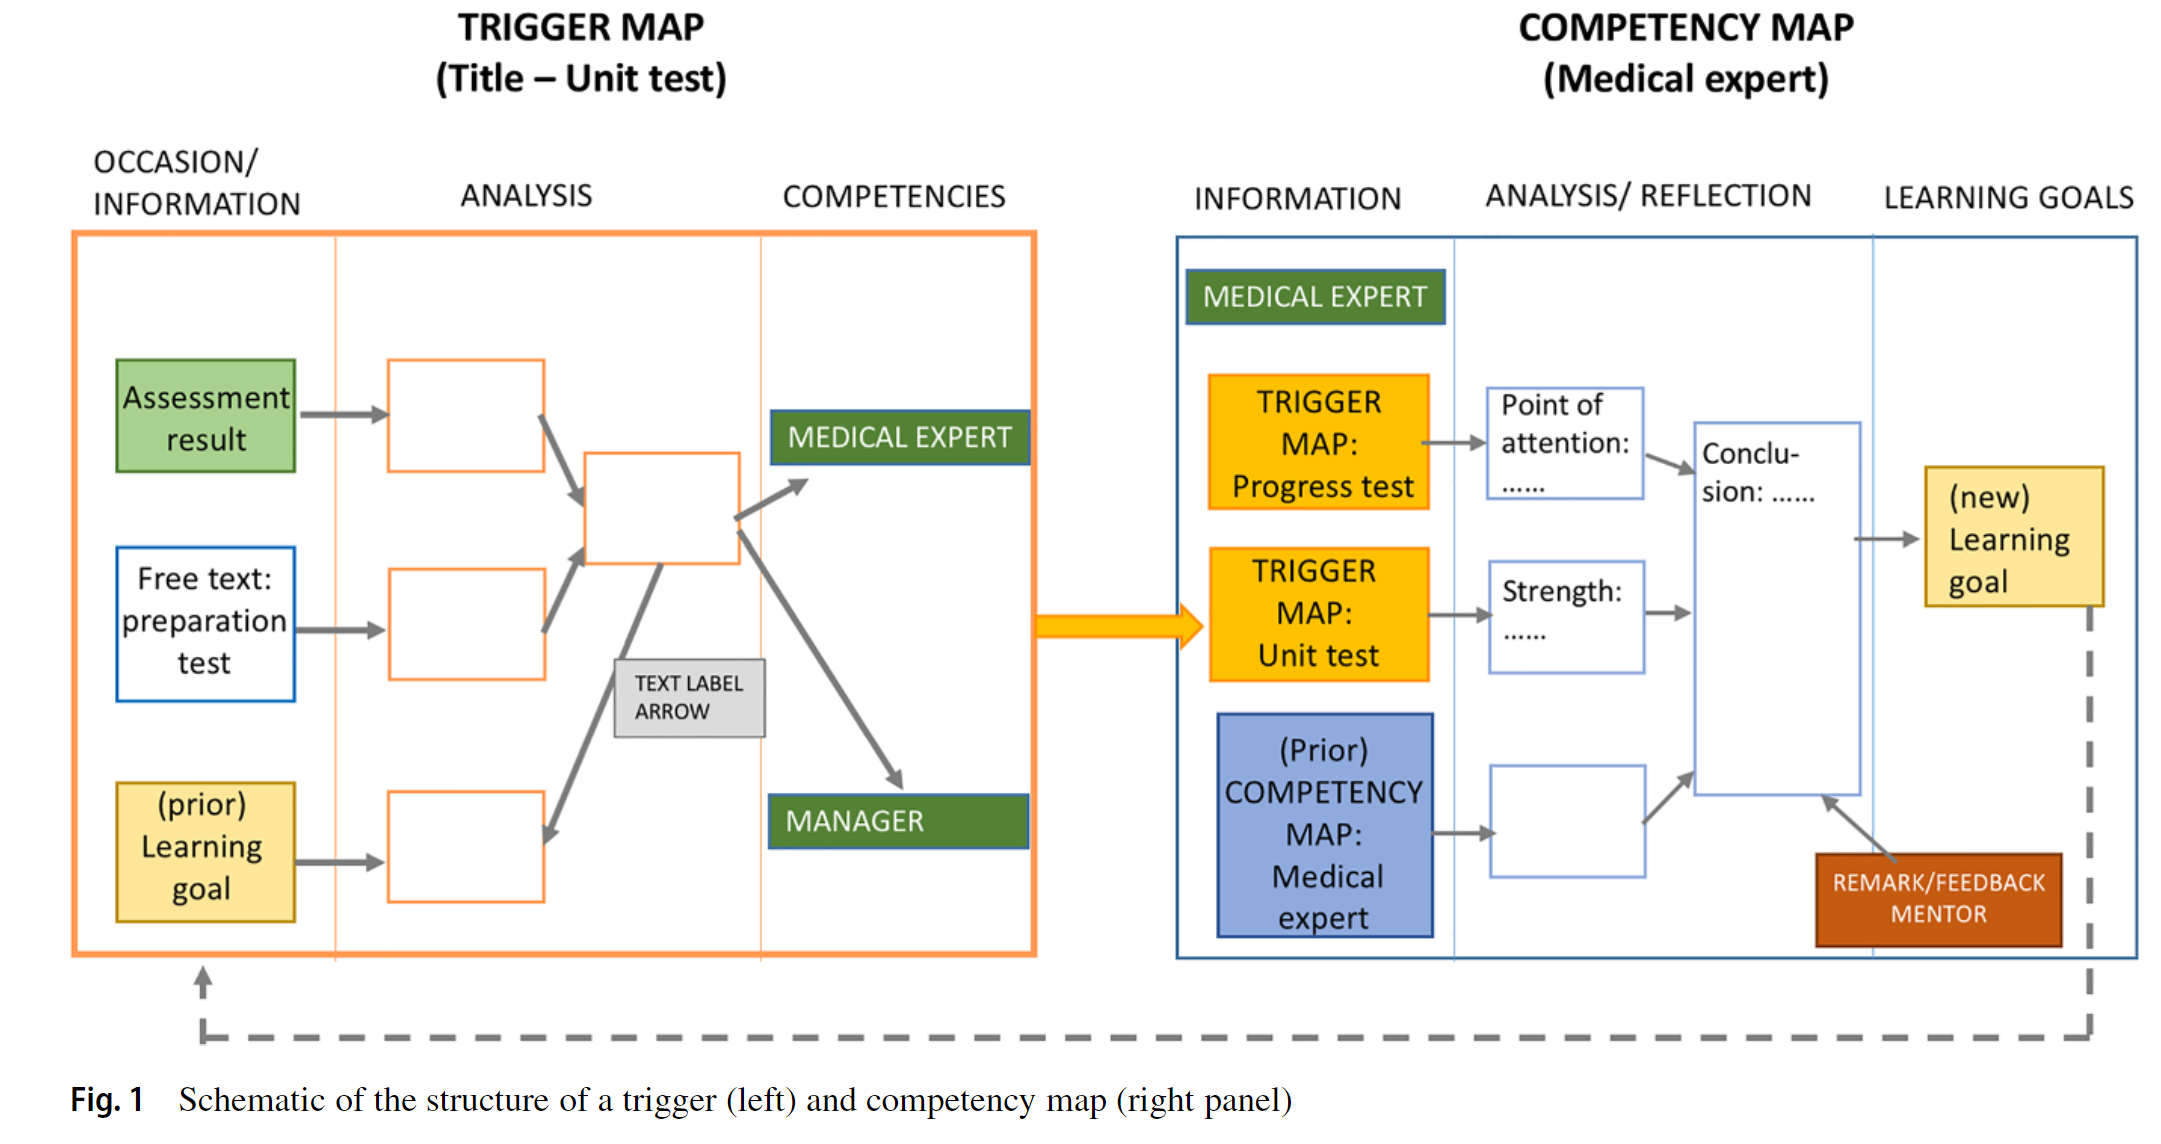 TRIGGER MAP
(Title – Unit test)
OCCASION/
INFORMATION
ANALYSIS
COMPETENCIES
Assessment
result
Free text:
preparation
test
(prior)
Learning
goal
TEXT LABEL
ARROW
MEDICAL EXPERT
MANAGER
COMPETENCY MAP
(Medical expert)
INFORMATION
ANALYSIS/ REFLECTION
LEARNING GOALS
MEDICAL EXPERT
TRIGGER
MAP:
Progress test
TRIGGER
MAP:
Unit test
(Prior)
COMPETENCY
MAP:
Medical
expert
Point of
attention:
......
Strength:
......
Conclu-
sion: ......
(new)
Learning
goal
REMARK/FEEDBACK
MENTOR
Fig. 1 Schematic of the structure of a trigger (left) and competency map (right panel)